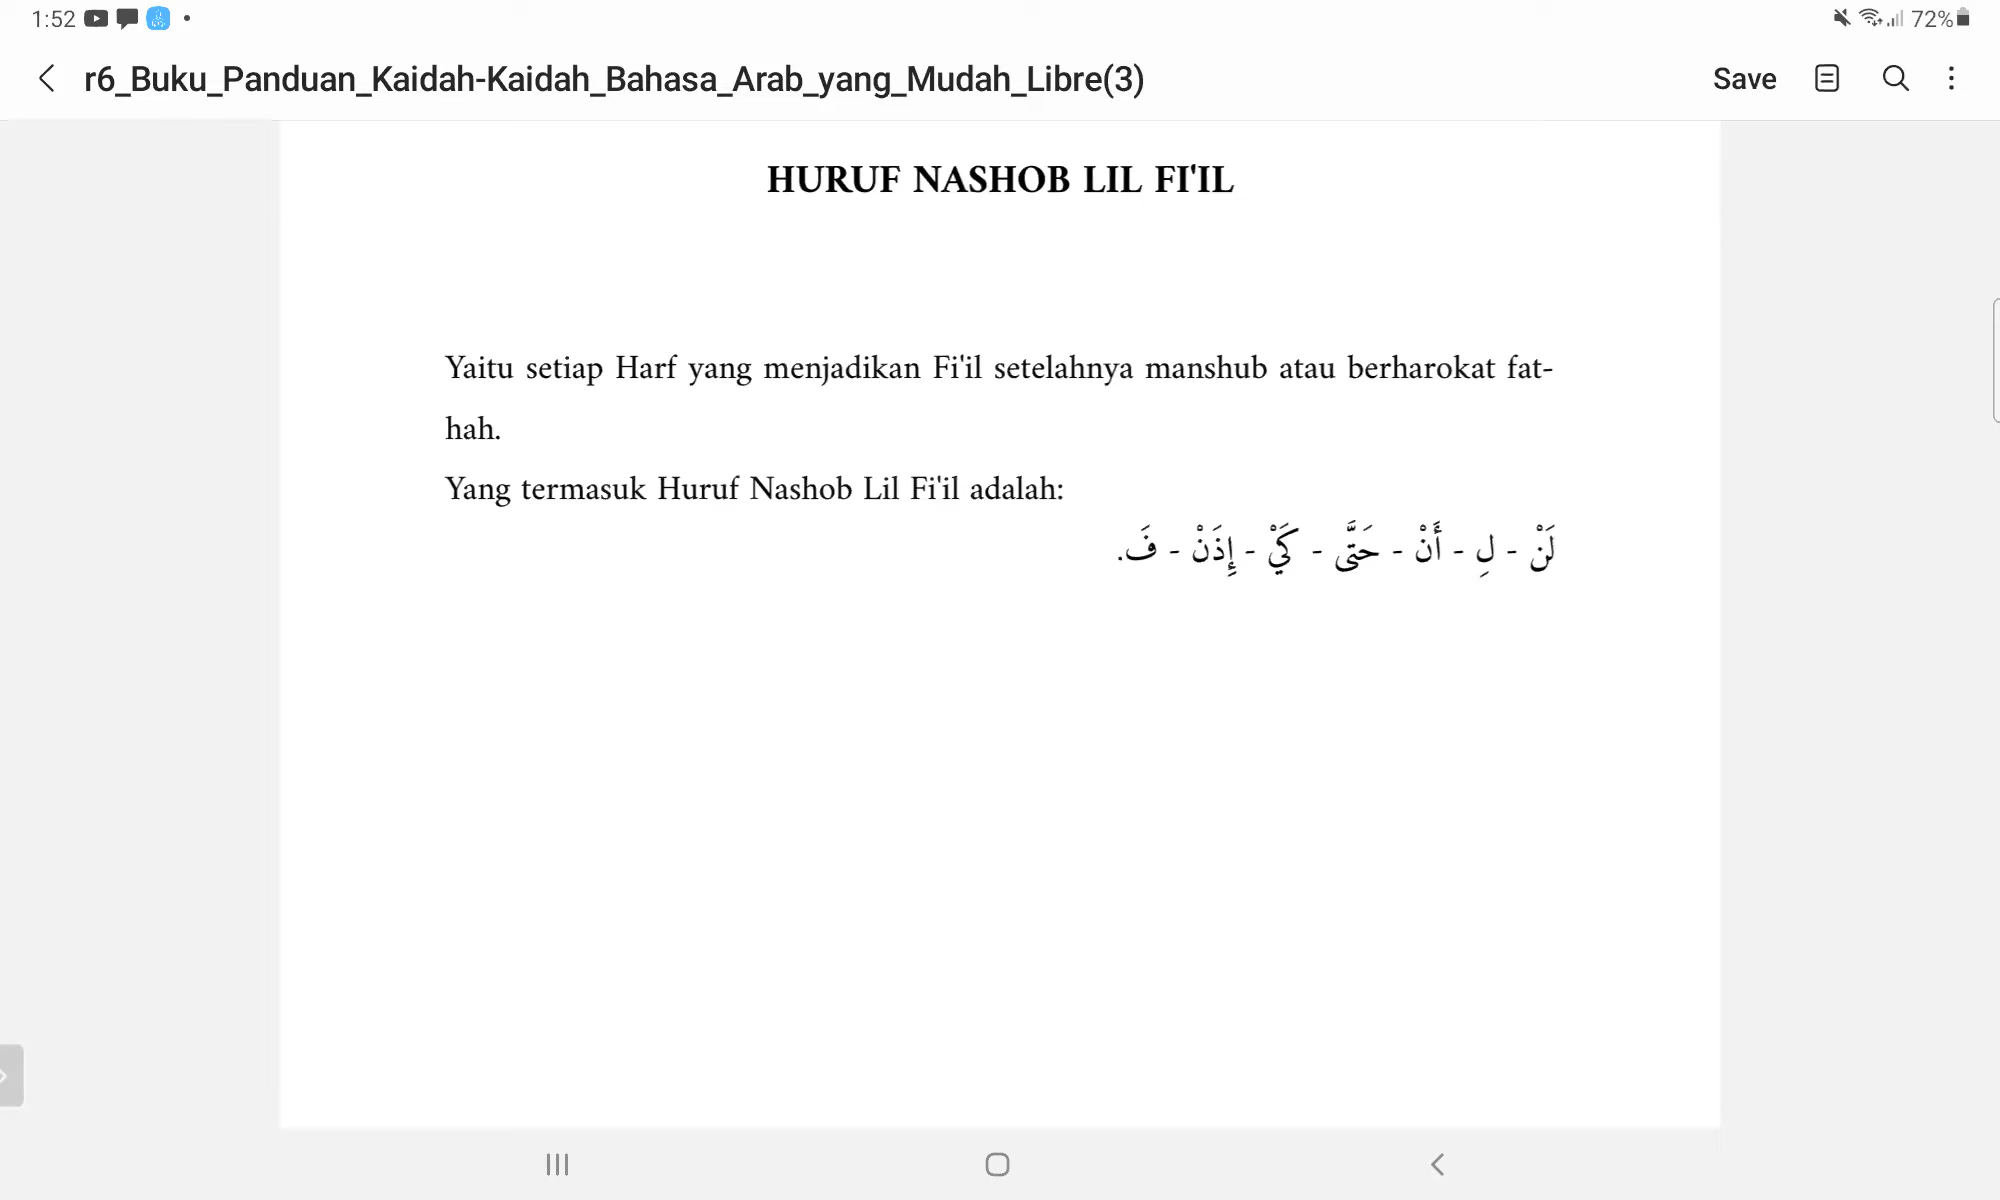 1:52
72%
r6_Buku_Panduan_Kaidah-Kaidah_Bahasa_Arab_yang_Mudah_Libre(3)
Save
HURUF NASHOB LIL FI'IL
Yaitu setiap Harf yang menjadikan Fi'il setelahnya manshub atau berharokat fat-
hah.
Yang termasuk Huruf Nashob Lil Fi'il adalah:
لَنْ - لِ - أَنْ - حَتَّى - كَيْ - إِذَنْ - فَ.